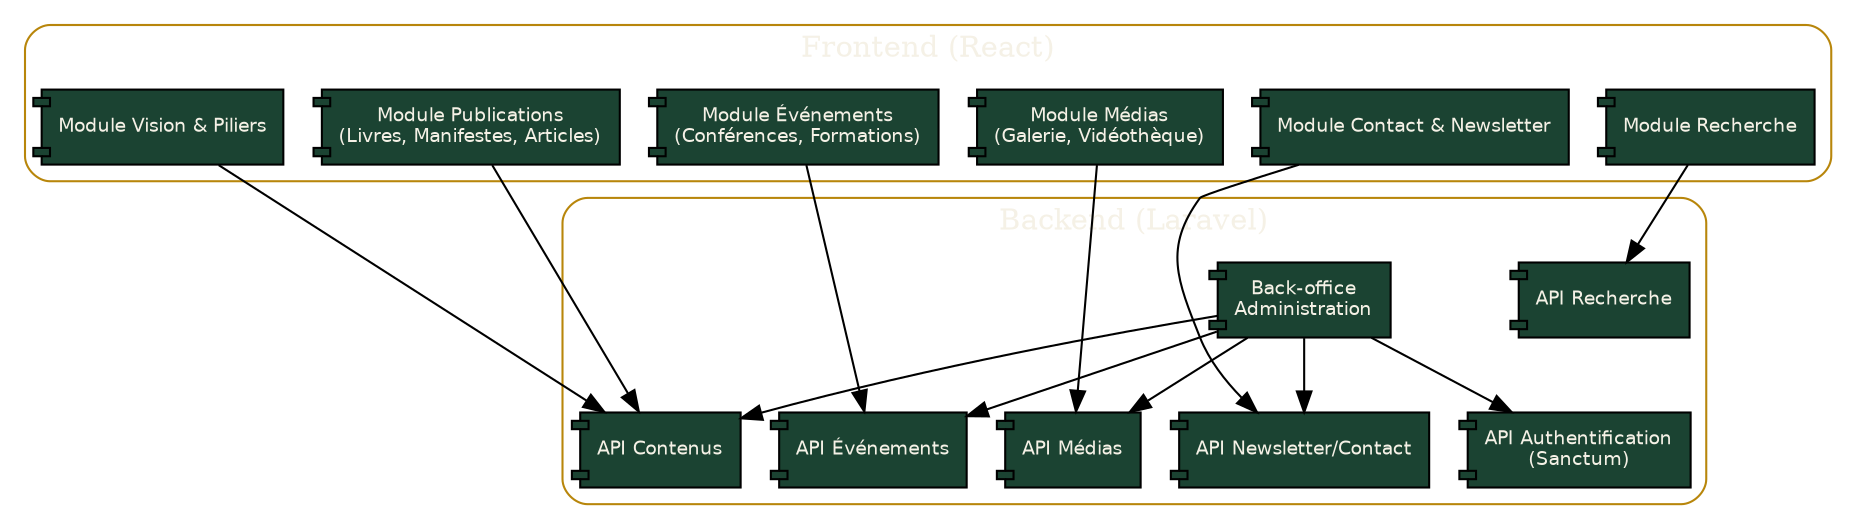 Frontend (React)
Module Vision & Piliers
Module Publications
(Livres, Manifestes, Articles)
Module Événements
(Conférences, Formations)
Module Médias
(Galerie, Vidéothèque)
Module Contact & Newsletter
Module Recherche
Backend (Laravel)
Back-office
Administration
API Recherche
API Contenus
API Événements
API Médias
API Newsletter/Contact
API Authentification
(Sanctum)